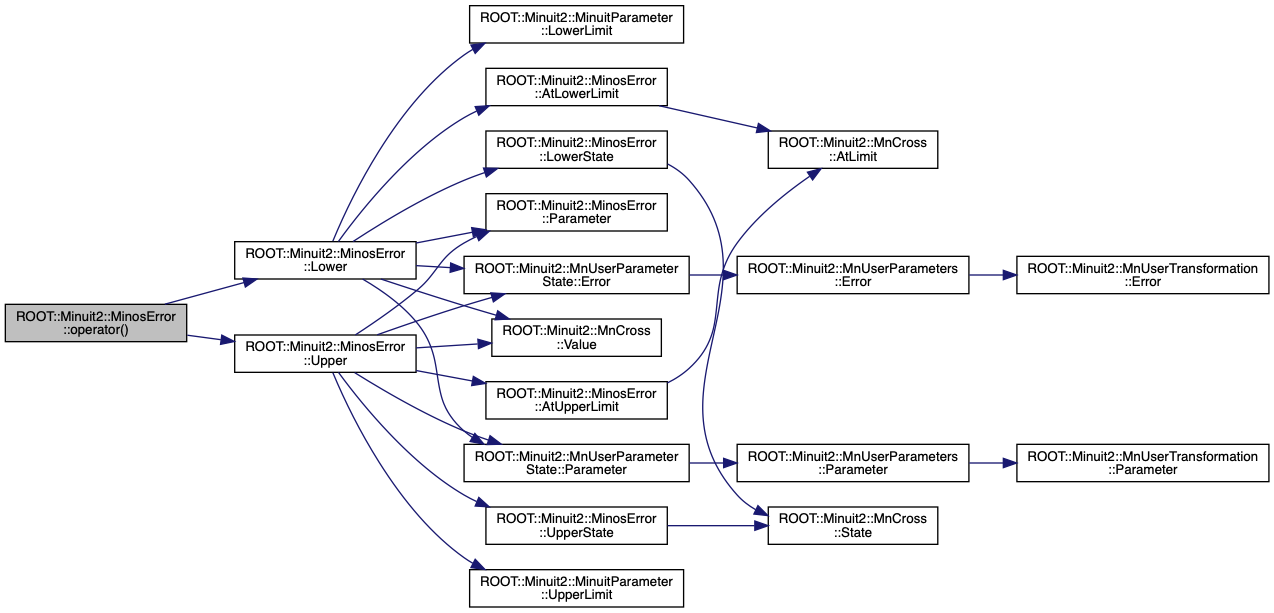 ROOT::Minuit2::MinuitParameter
::LowerLimit
ROOT::Minuit2::MinosError
::AtLowerLimit
ROOT::Minuit2::MnCross
::AtLimit
ROOT::Minuit2::MinosError
::LowerState
ROOT::Minuit2::MinosError
::Parameter
ROOT::Minuit2::MinosError
::Lower
ROOT::Minuit2::MnUserParameter
State::Error
ROOT::Minuit2::MnUserParameters
::Error
ROOT::Minuit2::MnUserTransformation
::Error
ROOT::Minuit2::MinosError
::operator()
ROOT::Minuit2::MnCross
::Value
ROOT::Minuit2::MinosError
::Upper
ROOT::Minuit2::MinosError
::AtUpperLimit
ROOT::Minuit2::MnUserParameter
State::Parameter
ROOT::Minuit2::MnUserParameters
::Parameter
ROOT::Minuit2::MnUserTransformation
::Parameter
ROOT::Minuit2::MinosError
::UpperState
ROOT::Minuit2::MnCross
::State
ROOT::Minuit2::MinuitParameter
::UpperLimit